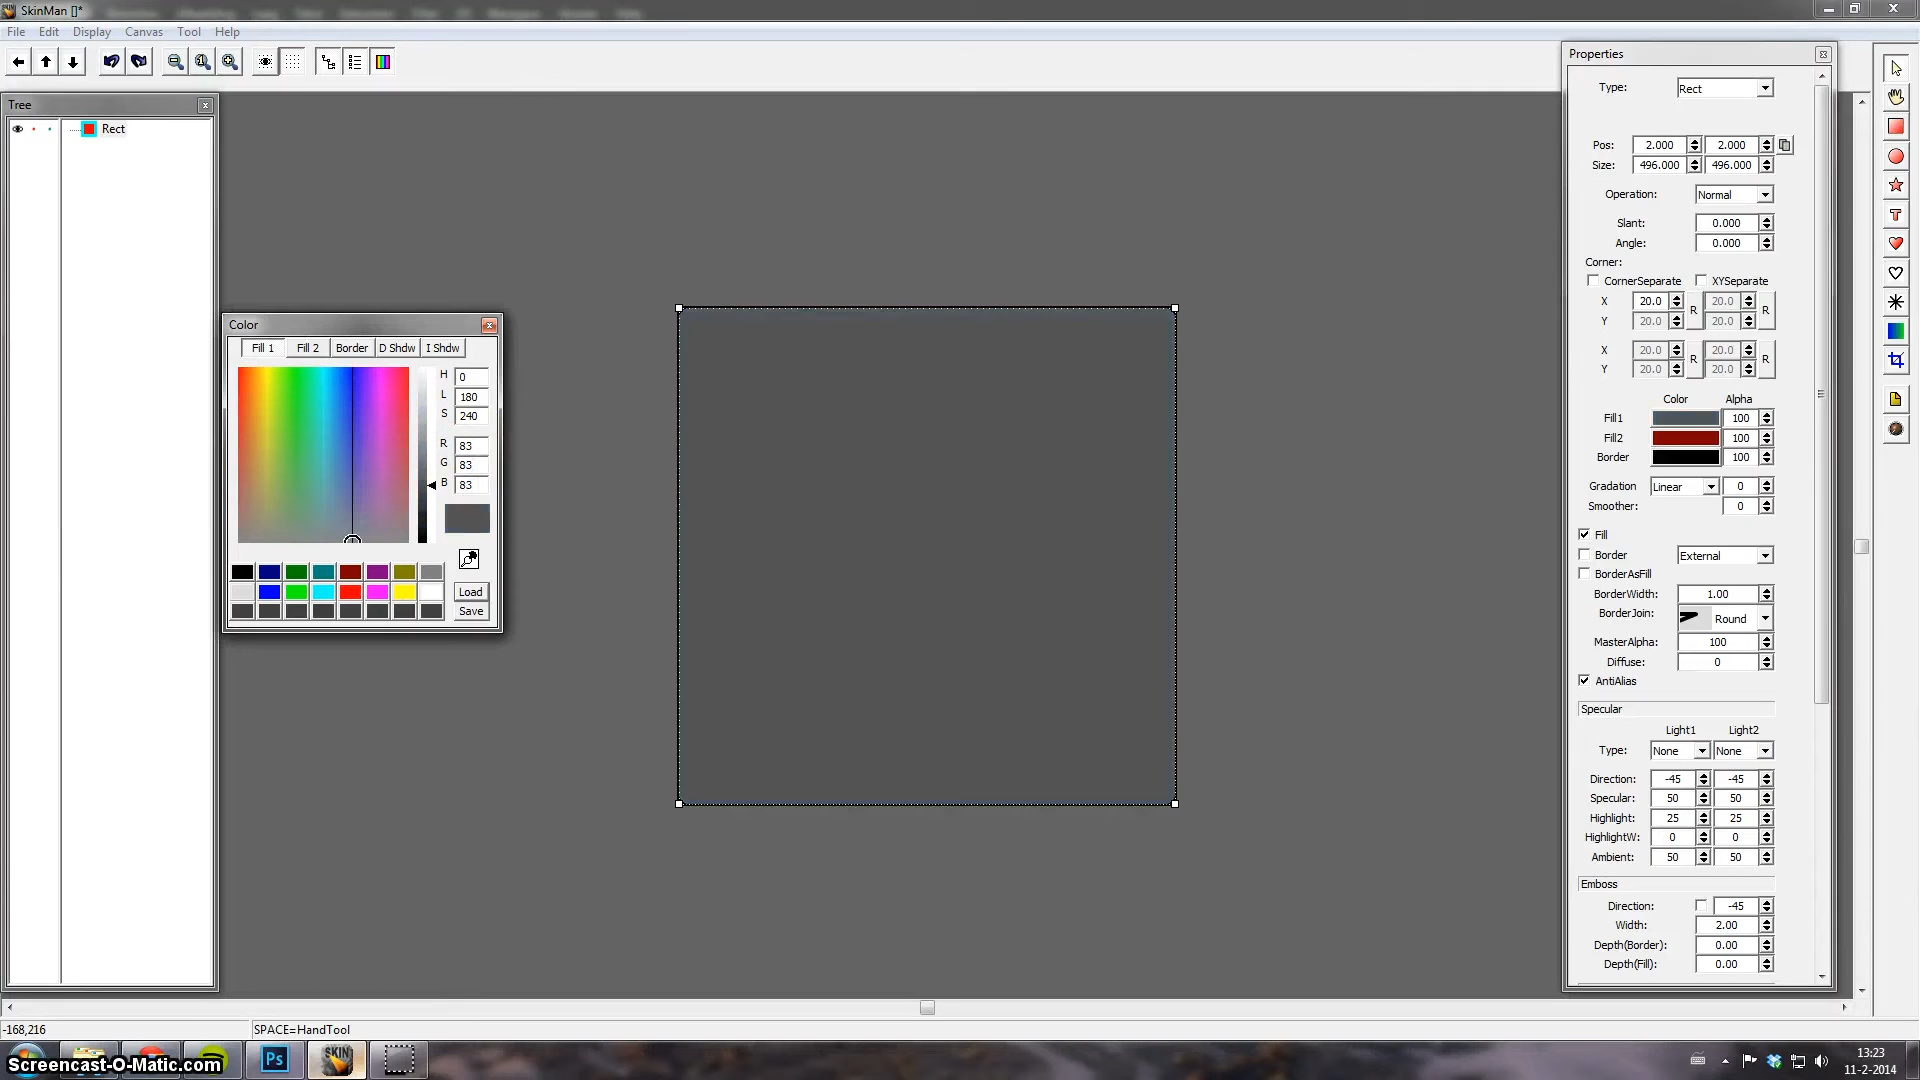 SkinMan []*
File Edit Display Canvas Tool Help
Tree
Rect
Color
Fill 1 Fill 2 Border D Shdw I Shdw
H 0
L 180
S 240
R 83
G 83
B 83
Load
Save
Properties
Type: Rect
Pos: 2.000 2.000
Size: 496.000 496.000
Operation: Normal
Slant: 0.000
Angle: 0.000
Corner:
CornerSeparate XYSeparate
X 20.0 R 20.0 R
Y 20.0 20.0
X 20.0 R 20.0 R
Y 20.0 20.0
Color Alpha
Fill1 100
Fill2 100
Border 100
Gradation Linear 0
Smoother: 0
Fill
Border External
BorderAsFill
BorderWidth: 1.00
BorderJoin: Round
MasterAlpha: 100
Diffuse: 0
AntiAlias
Specular
Light1 Light2
Type: None None
Direction: -45 -45
Specular: 50 50
Highlight: 25 25
HighlightW: 0 0
Ambient: 50 50
Emboss
Direction: -45
Width: 2.00
Depth(Border): 0.00
Depth(Fill): 0.00
T
-168,216 SPACE=HandTool
Screencast-O-Matic.com
Ps
SKIN
13:23
11-2-2014